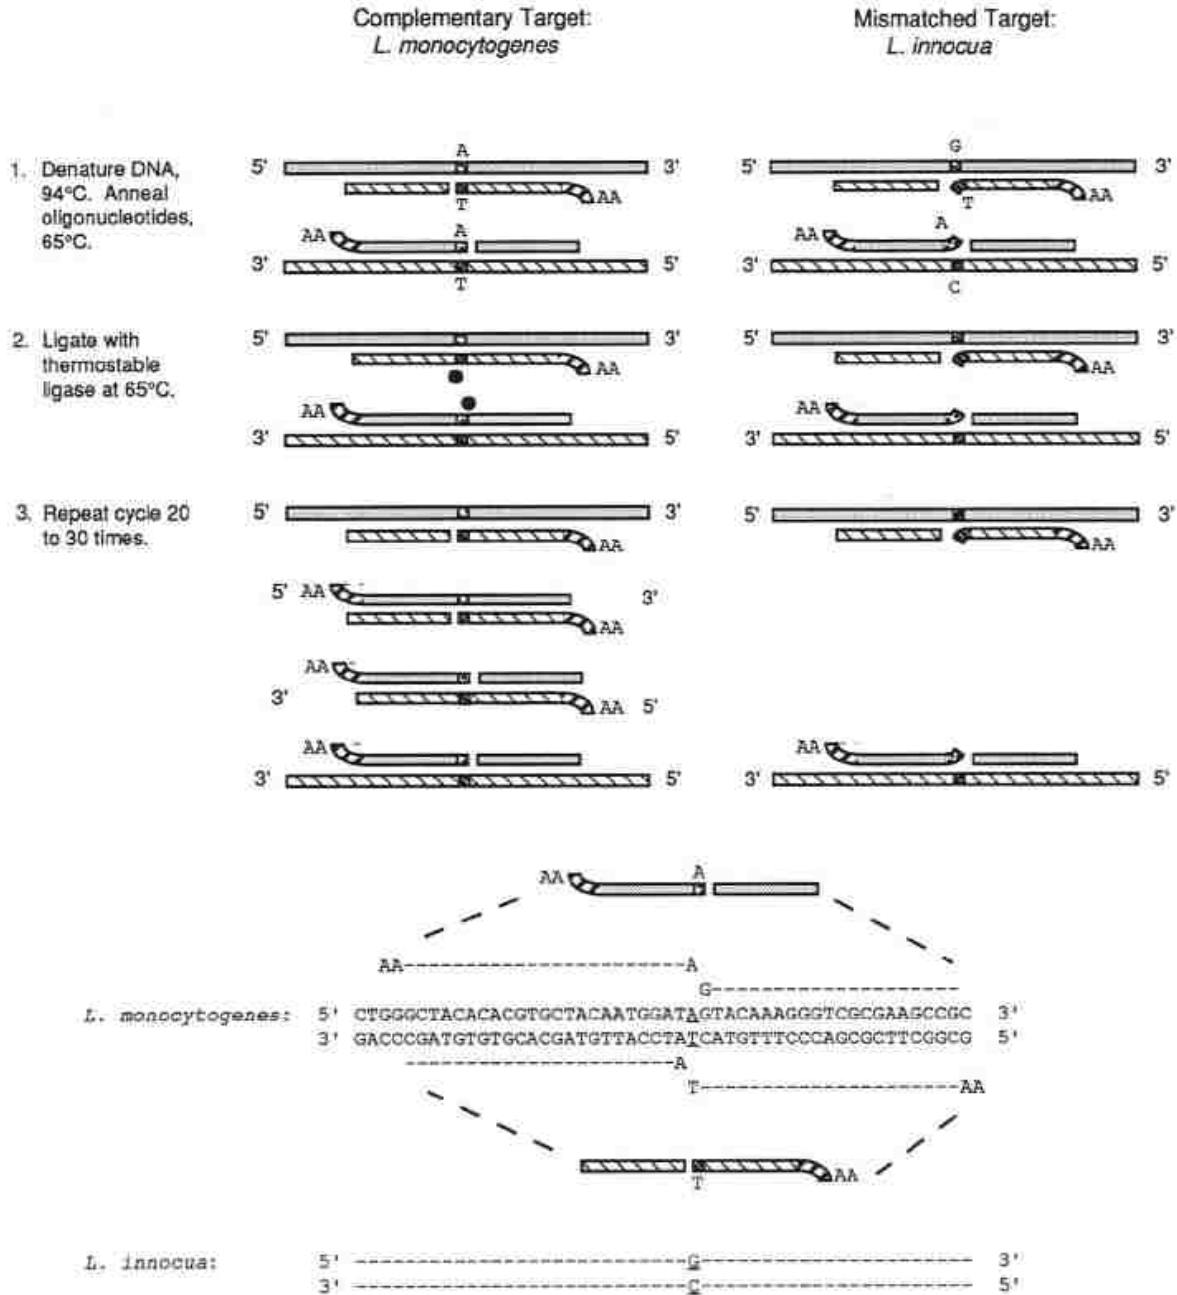 Complementary Target:
L. monocytogenes
Mismatched Target:
L. innocua
1. Denature DNA,
94°C. Anneal
oligonucleotides,
65°C.
5' A 3'
T AA
AA A
3' T 5'
5' G 3'
T AA
AA A
3' C 5'
2. Ligate with
thermostable
ligase at 65°C.
5' 3'
AA
AA
3' 5'
5' 3'
AA
AA
3' 5'
3. Repeat cycle 20
to 30 times.
5' 3'
AA
5' AA 3'
AA
AA
3' AA 5'
AA
3' 5'
5' 3'
AA
AA
3' 5'
AA A
AA--------------------------A
G-----------------------
L. monocytogenes: 5' CTGGGCTACACACGTGCTACAATGGATAGTACAAAGGGTCGCGAAGCCGC 3'
3' GACCCGATGTGTGCACGATGTTACCTATCATGTTTCCCAGCGCTTCGGCG 5'
-------------------------A
T------------------------AA
T AA
L. innocua: 5' ---------------------------G---------------------- 3'
3' ---------------------------C---------------------- 5'